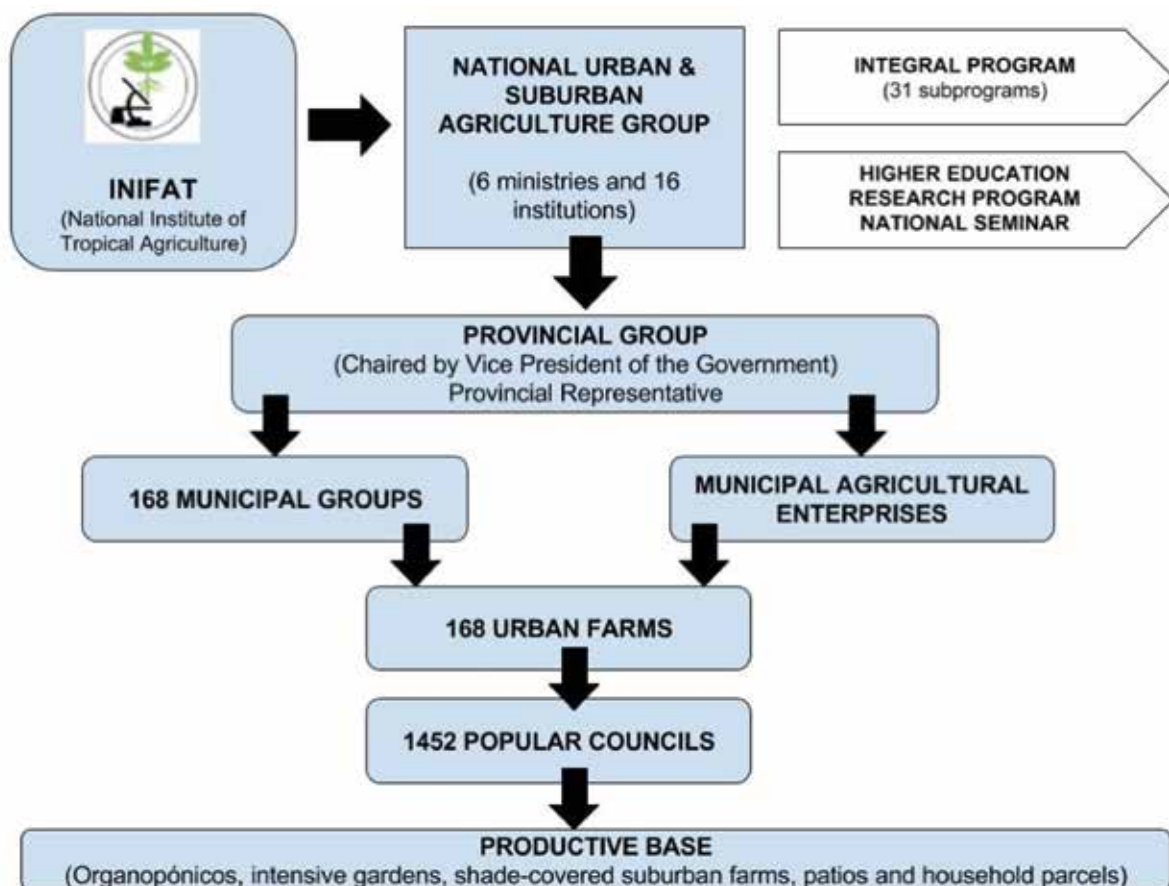 INIFAT
(National Institute of
Tropical Agriculture)
NATIONAL URBAN &
SUBURBAN
AGRICULTURE GROUP
(6 ministries and 16
institutions)
INTEGRAL PROGRAM
(31 subprograms)
HIGHER EDUCATION
RESEARCH PROGRAM
NATIONAL SEMINAR
PROVINCIAL GROUP
(Chaired by Vice President of the Government)
Provincial Representative
168 MUNICIPAL GROUPS
MUNICIPAL AGRICULTURAL
ENTERPRISES
168 URBAN FARMS
1452 POPULAR COUNCILS
PRODUCTIVE BASE
(Organopónicos, intensive gardens, shade-covered suburban farms, patios and household parcels)